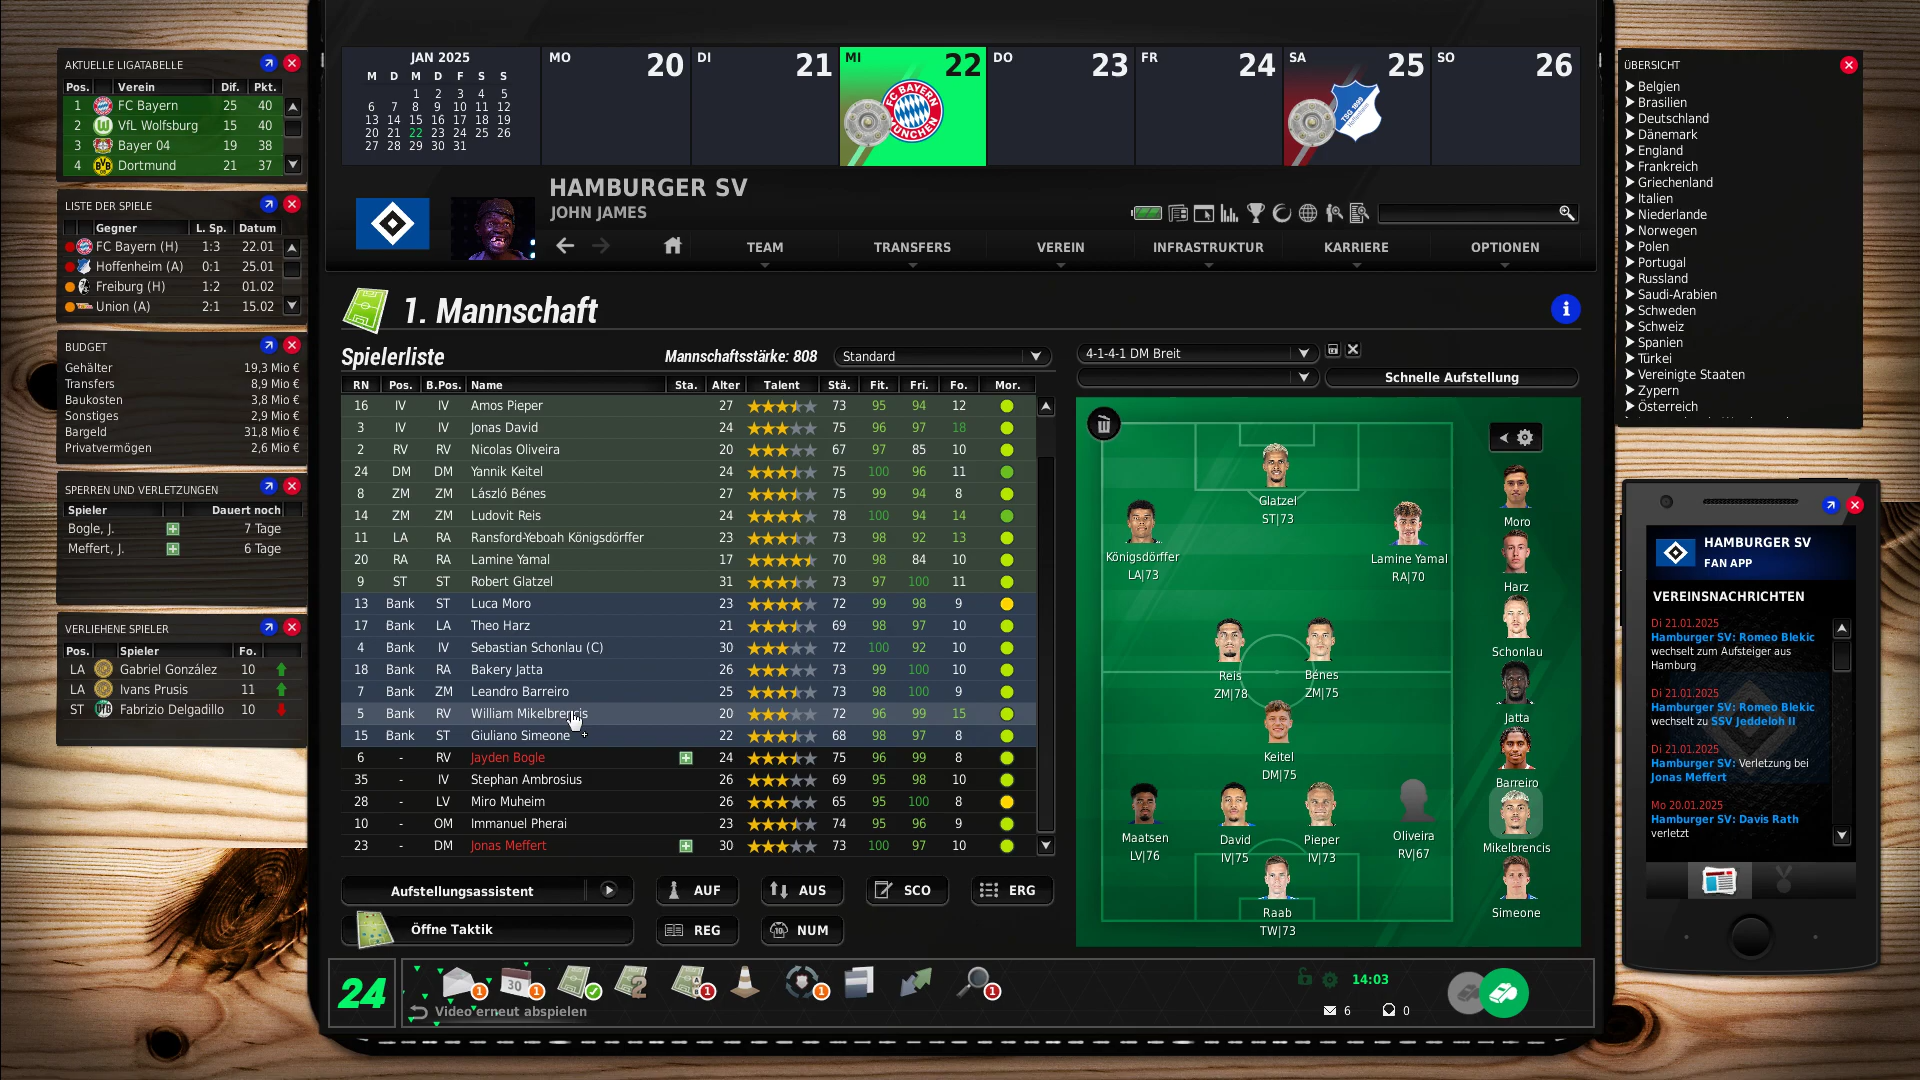 AKTUELLE LIGATABELLE
Pos. Verein Dif. Pkt.
1 FC Bayern 25 40
2 VfL Wolfsburg 15 40
3 Bayer 04 19 38
4 Dortmund 21 37
LISTE DER SPIELE
Gegner L. Sp. Datum
FC Bayern (H) 1:3 22.01
Hoffenheim (A) 0:1 25.01
Freiburg (H) 1:2 01.02
Union (A) 2:1 15.02
BUDGET
Gehälter 19,3 Mio €
Transfers 8,9 Mio €
Baukosten 3,8 Mio €
Sonstiges 2,9 Mio €
Bargeld 31,8 Mio €
Privatvermögen 2,6 Mio €
SPERREN UND VERLETZUNGEN
Spieler Dauert noch
Bogle, J. 7 Tage
Meffert, J. 6 Tage
VERLIEHENE SPIELER
Pos. Spieler Fo.
LA Gabriel González 10
LA Ivans Prusis 11
ST Fabrizio Delgadillo 10
JAN 2025
M D M D F S S
1 2 3 4 5
6 7 8 9 10 11 12
13 14 15 16 17 18 19
20 21 22 23 24 25 26
27 28 29 30 31
MO 20 DI 21 MI 22 DO 23 FR 24 SA 25 SO 26
FC BAYERN MÜNCHEN
TSG 1899
HAMBURGER SV
JOHN JAMES
TEAM TRANSFERS VEREIN INFRASTRUKTUR KARRIERE OPTIONEN
1. Mannschaft
Spielerliste Mannschaftsstärke: 808 Standard
RN Pos. B.Pos. Name Sta. Alter Talent Stä. Fit. Fri. Fo. Mor.
16 IV IV Amos Pieper 27 73 95 94 12
3 IV IV Jonas David 24 75 96 97 18
2 RV RV Nicolas Oliveira 20 67 97 85 10
24 DM DM Yannik Keitel 24 75 100 96 11
8 ZM ZM László Bénes 27 75 99 94 8
14 ZM ZM Ludovit Reis 24 78 100 94 14
11 LA RA Ransford-Yeboah Königsdörffer 23 73 98 92 13
20 RA RA Lamine Yamal 17 70 98 84 10
9 ST ST Robert Glatzel 31 73 97 100 11
13 Bank ST Luca Moro 23 72 99 98 9
17 Bank LA Theo Harz 21 69 98 97 10
4 Bank IV Sebastian Schonlau (C) 30 72 100 92 10
18 Bank RA Bakery Jatta 26 73 99 100 10
7 Bank ZM Leandro Barreiro 25 73 98 100 9
5 Bank RV William Mikelbrencis 20 72 96 99 15
15 Bank ST Giuliano Simeone 22 68 98 97 8
6 - RV Jayden Bogle 24 75 96 99 8
35 - IV Stephan Ambrosius 26 69 95 98 10
28 - LV Miro Muheim 26 65 95 100 8
10 - OM Immanuel Pherai 23 74 95 96 9
23 - DM Jonas Meffert 30 73 100 97 10
Aufstellungsassistent AUF AUS SCO ERG
Öffne Taktik REG NUM
4-1-4-1 DM Breit
Schnelle Aufstellung
Glatzel
ST|73
Königsdörffer
LA|73
Lamine Yamal
RA|70
Reis
ZM|78
Bénes
ZM|75
Keitel
DM|75
Maatsen
LV|76
David
IV|75
Pieper
IV|73
Oliveira
RV|67
Raab
TW|73
Moro
Harz
Schonlau
Jatta
Barreiro
Mikelbrencis
Simeone
24
30 1 1 2 1 1 1
Video erneut abspielen
14:03
6 0
ÜBERSICHT
Belgien
Brasilien
Deutschland
Dänemark
England
Frankreich
Griechenland
Italien
Niederlande
Norwegen
Polen
Portugal
Russland
Saudi-Arabien
Schweden
Schweiz
Spanien
Türkei
Vereinigte Staaten
Zypern
Österreich
HAMBURGER SV
FAN APP
VEREINSNACHRICHTEN
Di 21.01.2025
Hamburger SV: Romeo Blekic
wechselt zum Aufsteiger aus
Hamburg
Di 21.01.2025
Hamburger SV: Romeo Blekic
wechselt zu SSV Jeddeloh II
Di 21.01.2025
Hamburger SV: Verletzung bei
Jonas Meffert
Mo 20.01.2025
Hamburger SV: Davis Rath
verletzt